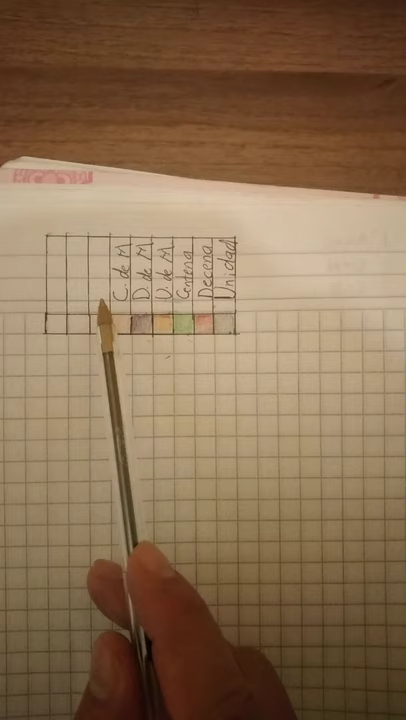 C. de M
D. de M
U. de M
Centena
Decena
Unidad